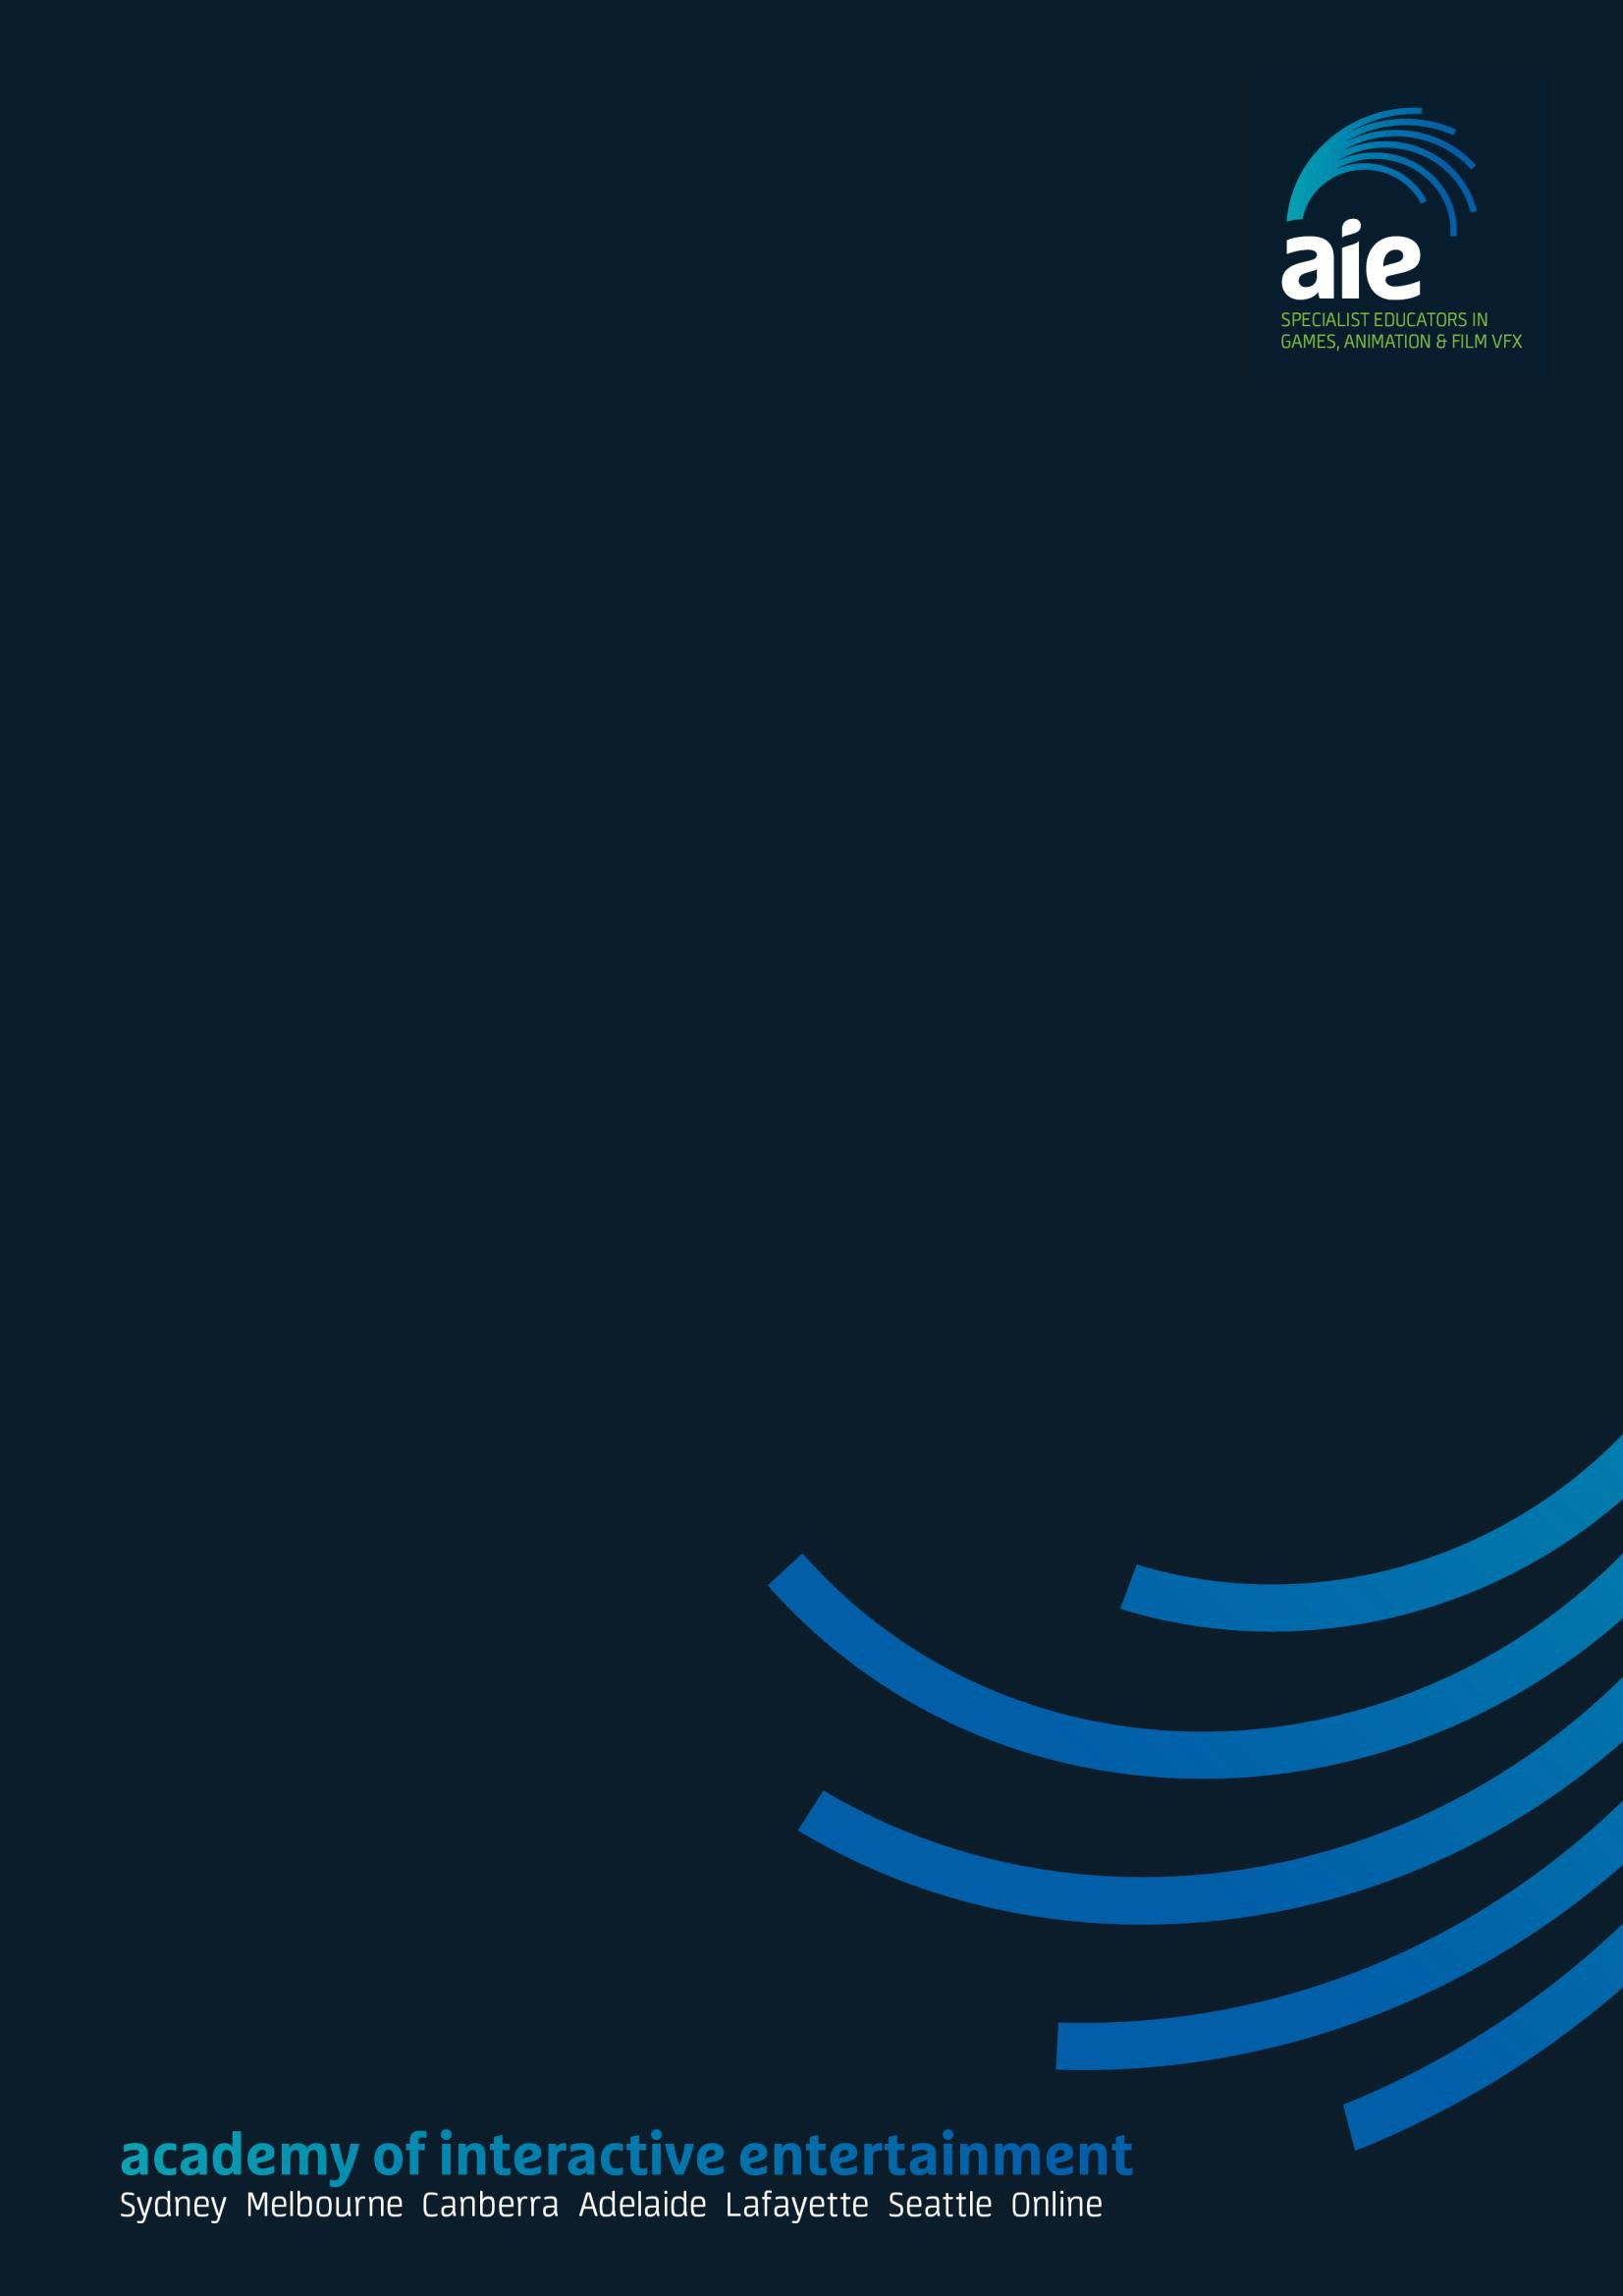 aie
SPECIALIST EDUCATORS IN
GAMES, ANIMATION & FILM VFX
academy of interactive entertainment
Sydney Melbourne Canberra Adelaide Lafayette Seattle Online